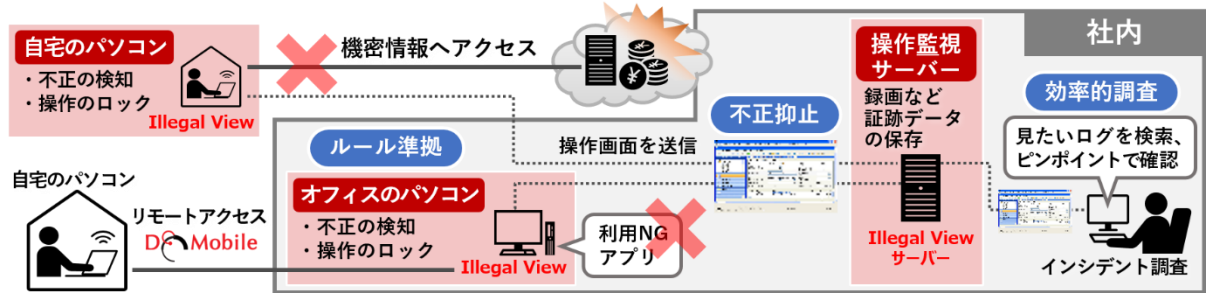 自宅のパソコン
・不正の検知
・操作のロック
Illegal View
機密情報へアクセス
¥
¥
社内
操作監視
サーバー
録画など
証跡データ
の保存
Illegal View
サーバー
不正抑止
効率的調査
見たいログを検索、
ピンポイントで確認
インシデント調査
操作画面を送信
ルール準拠
オフィスのパソコン
・不正の検知
・操作のロック
Illegal View
利用NG
アプリ
自宅のパソコン
リモートアクセス
Mobile